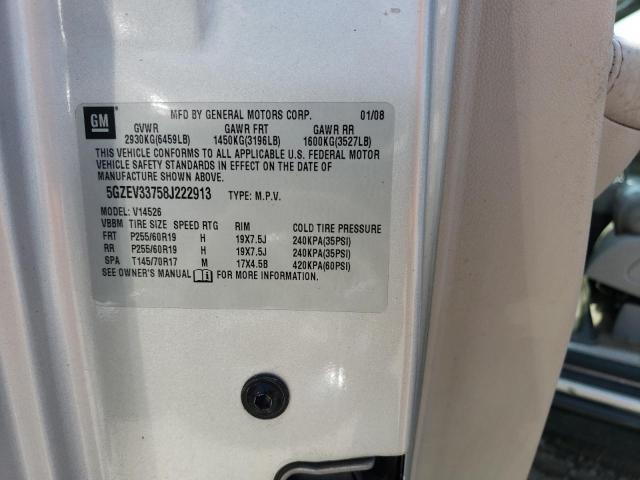 GM
MFD BY GENERAL MOTORS CORP. 01/08
GVWR GAWR FRT GAWR RR
2930KG(6459LB) 1450KG(3196LB) 1600KG(3527LB)
THIS VEHICLE CONFORMS TO ALL APPLICABLE U.S. FEDERAL MOTOR
VEHICLE SAFETY STANDARDS IN EFFECT ON THE DATE OF
MANUFACTURE SHOWN ABOVE.
5GZEV33758J222913 TYPE: M.P.V.
MODEL: V14526
VBBM TIRE SIZE SPEED RTG RIM COLD TIRE PRESSURE
FRT P255/60R19 H 19X7.5J 240KPA(35PSI)
RR P255/60R19 H 19X7.5J 240KPA(35PSI)
SPA T145/70R17 M 17X4.5B 420KPA(60PSI)
SEE OWNER'S MANUAL FOR MORE INFORMATION.